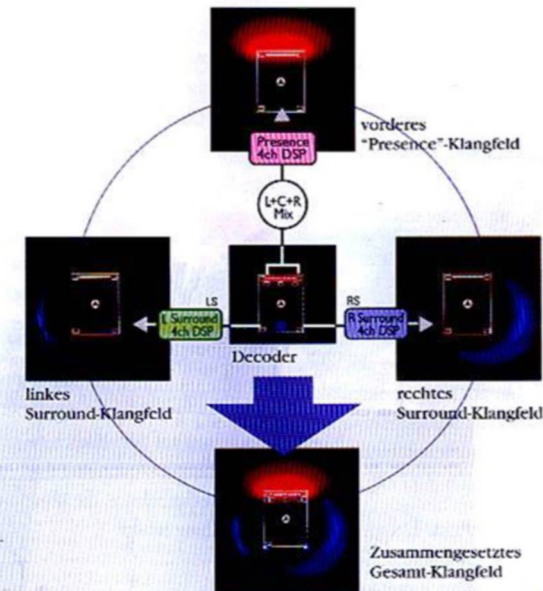 vorderes
"Presence"-Klangfeld
Presence
4ch DSP
L+C+R
Mix
LS
L Surround
4ch DSP
RS
R Surround
4ch DSP
Decoder
linkes
Surround-Klangfeld
rechtes
Surround-Klangfeld
Zusammengesetztes
Gesamt-Klangfeld